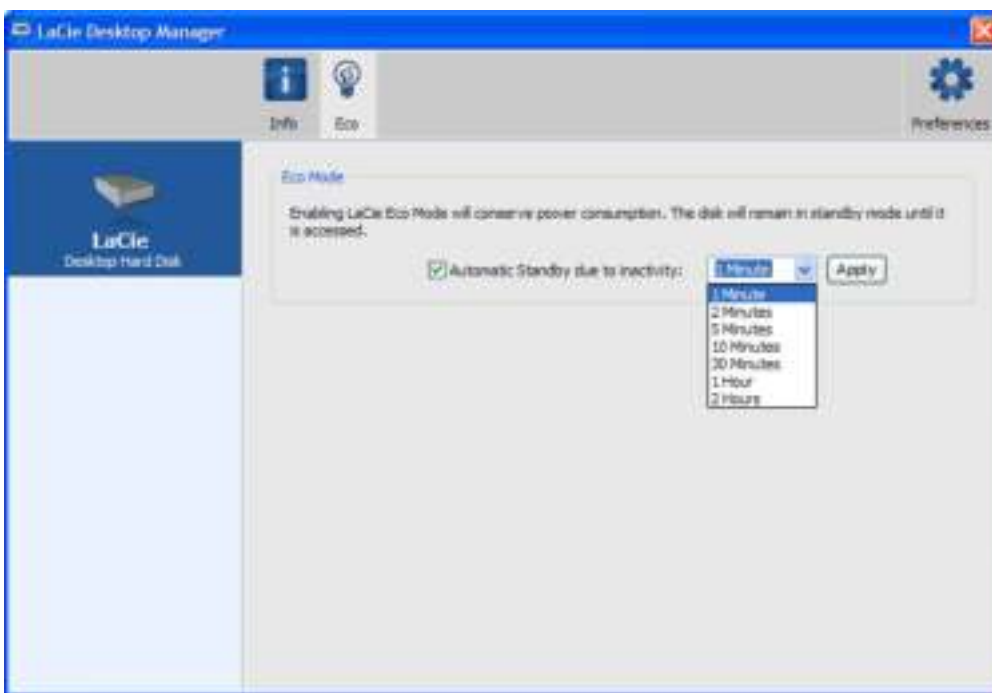 LaCie Desktop Manager
Info
Eco
Preferences
LaCie
Desktop Hard Disk
Eco Mode
Enabling LaCie Eco Mode will conserve power consumption. The disk will remain in standby mode until it
is accessed.
Automatic Standby due to inactivity:
1 Minute
Apply
1 Minute
2 Minutes
5 Minutes
10 Minutes
30 Minutes
1 Hour
2 Hours